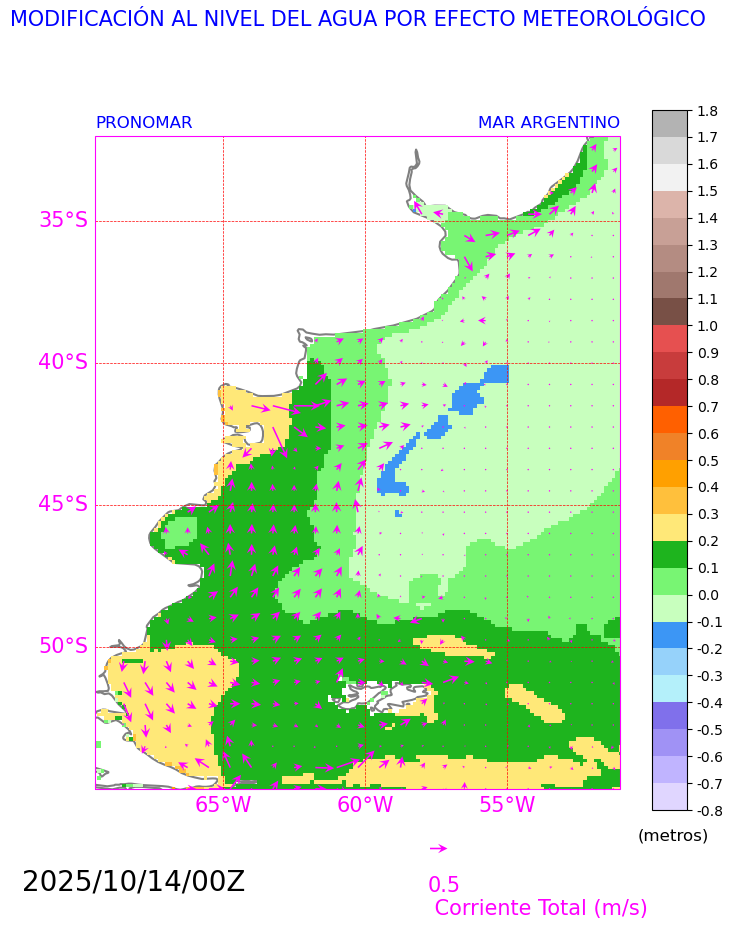 MODIFICACIÓN AL NIVEL DEL AGUA POR EFECTO METEOROLÓGICO
PRONOMAR
MAR ARGENTINO
35°S
40°S
45°S
50°S
65°W
60°W
55°W
1.8
1.7
1.6
1.5
1.4
1.3
1.2
1.1
1.0
0.9
0.8
0.7
0.6
0.5
0.4
0.3
0.2
0.1
0.0
-0.1
-0.2
-0.3
-0.4
-0.5
-0.6
-0.7
-0.8
(metros)
2025/10/14/00Z
0.5
Corriente Total (m/s)